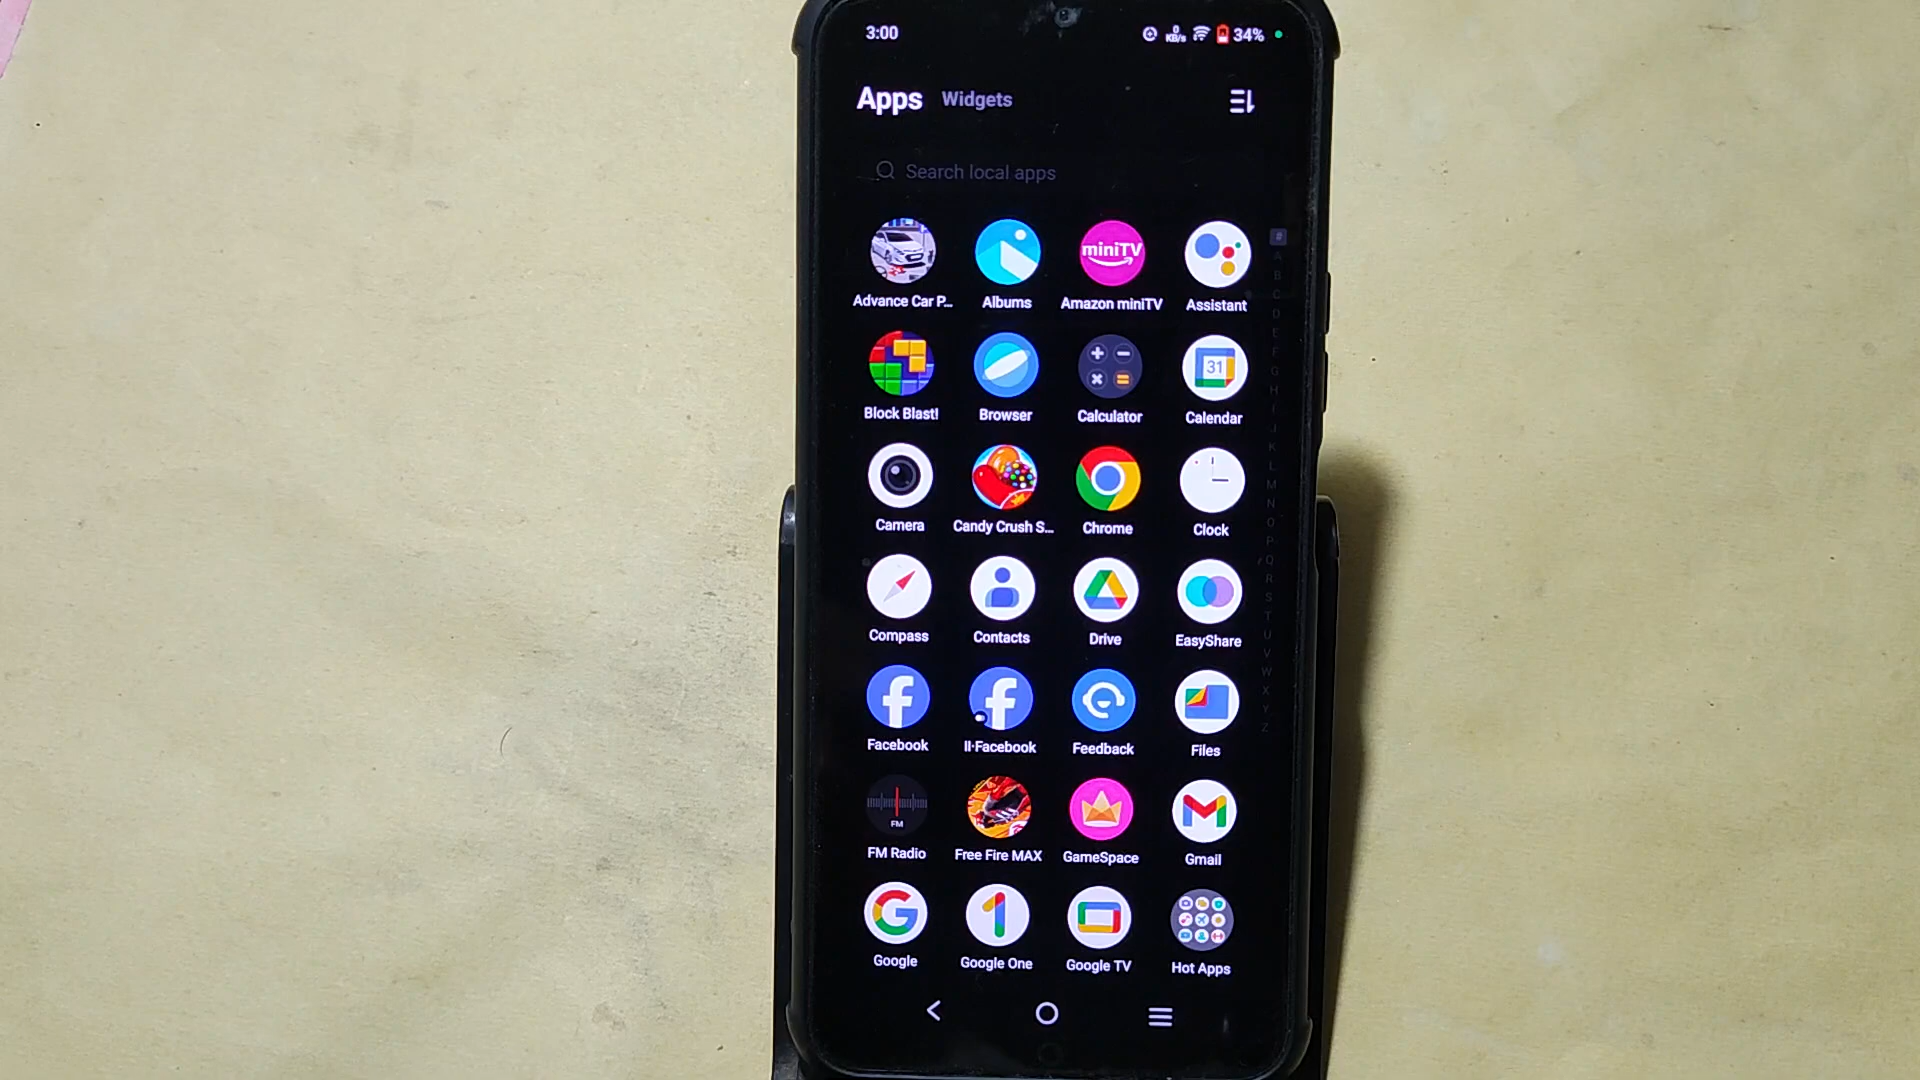 3:00 0 KB/s 34%
Apps Widgets
Search local apps
miniTV
Advance Car P... Albums Amazon miniTV Assistant
#
A
B
C
D
E
F
G
H
I
J
K
L
M
N
O
P
Q
R
S
T
U
V
W
X
Y
Z
31
Block Blast! Browser Calculator Calendar
Camera Candy Crush S... Chrome Clock
Compass Contacts Drive EasyShare
Facebook II·Facebook Feedback Files
FM
FM Radio Free Fire MAX GameSpace Gmail
Google Google One Google TV Hot Apps